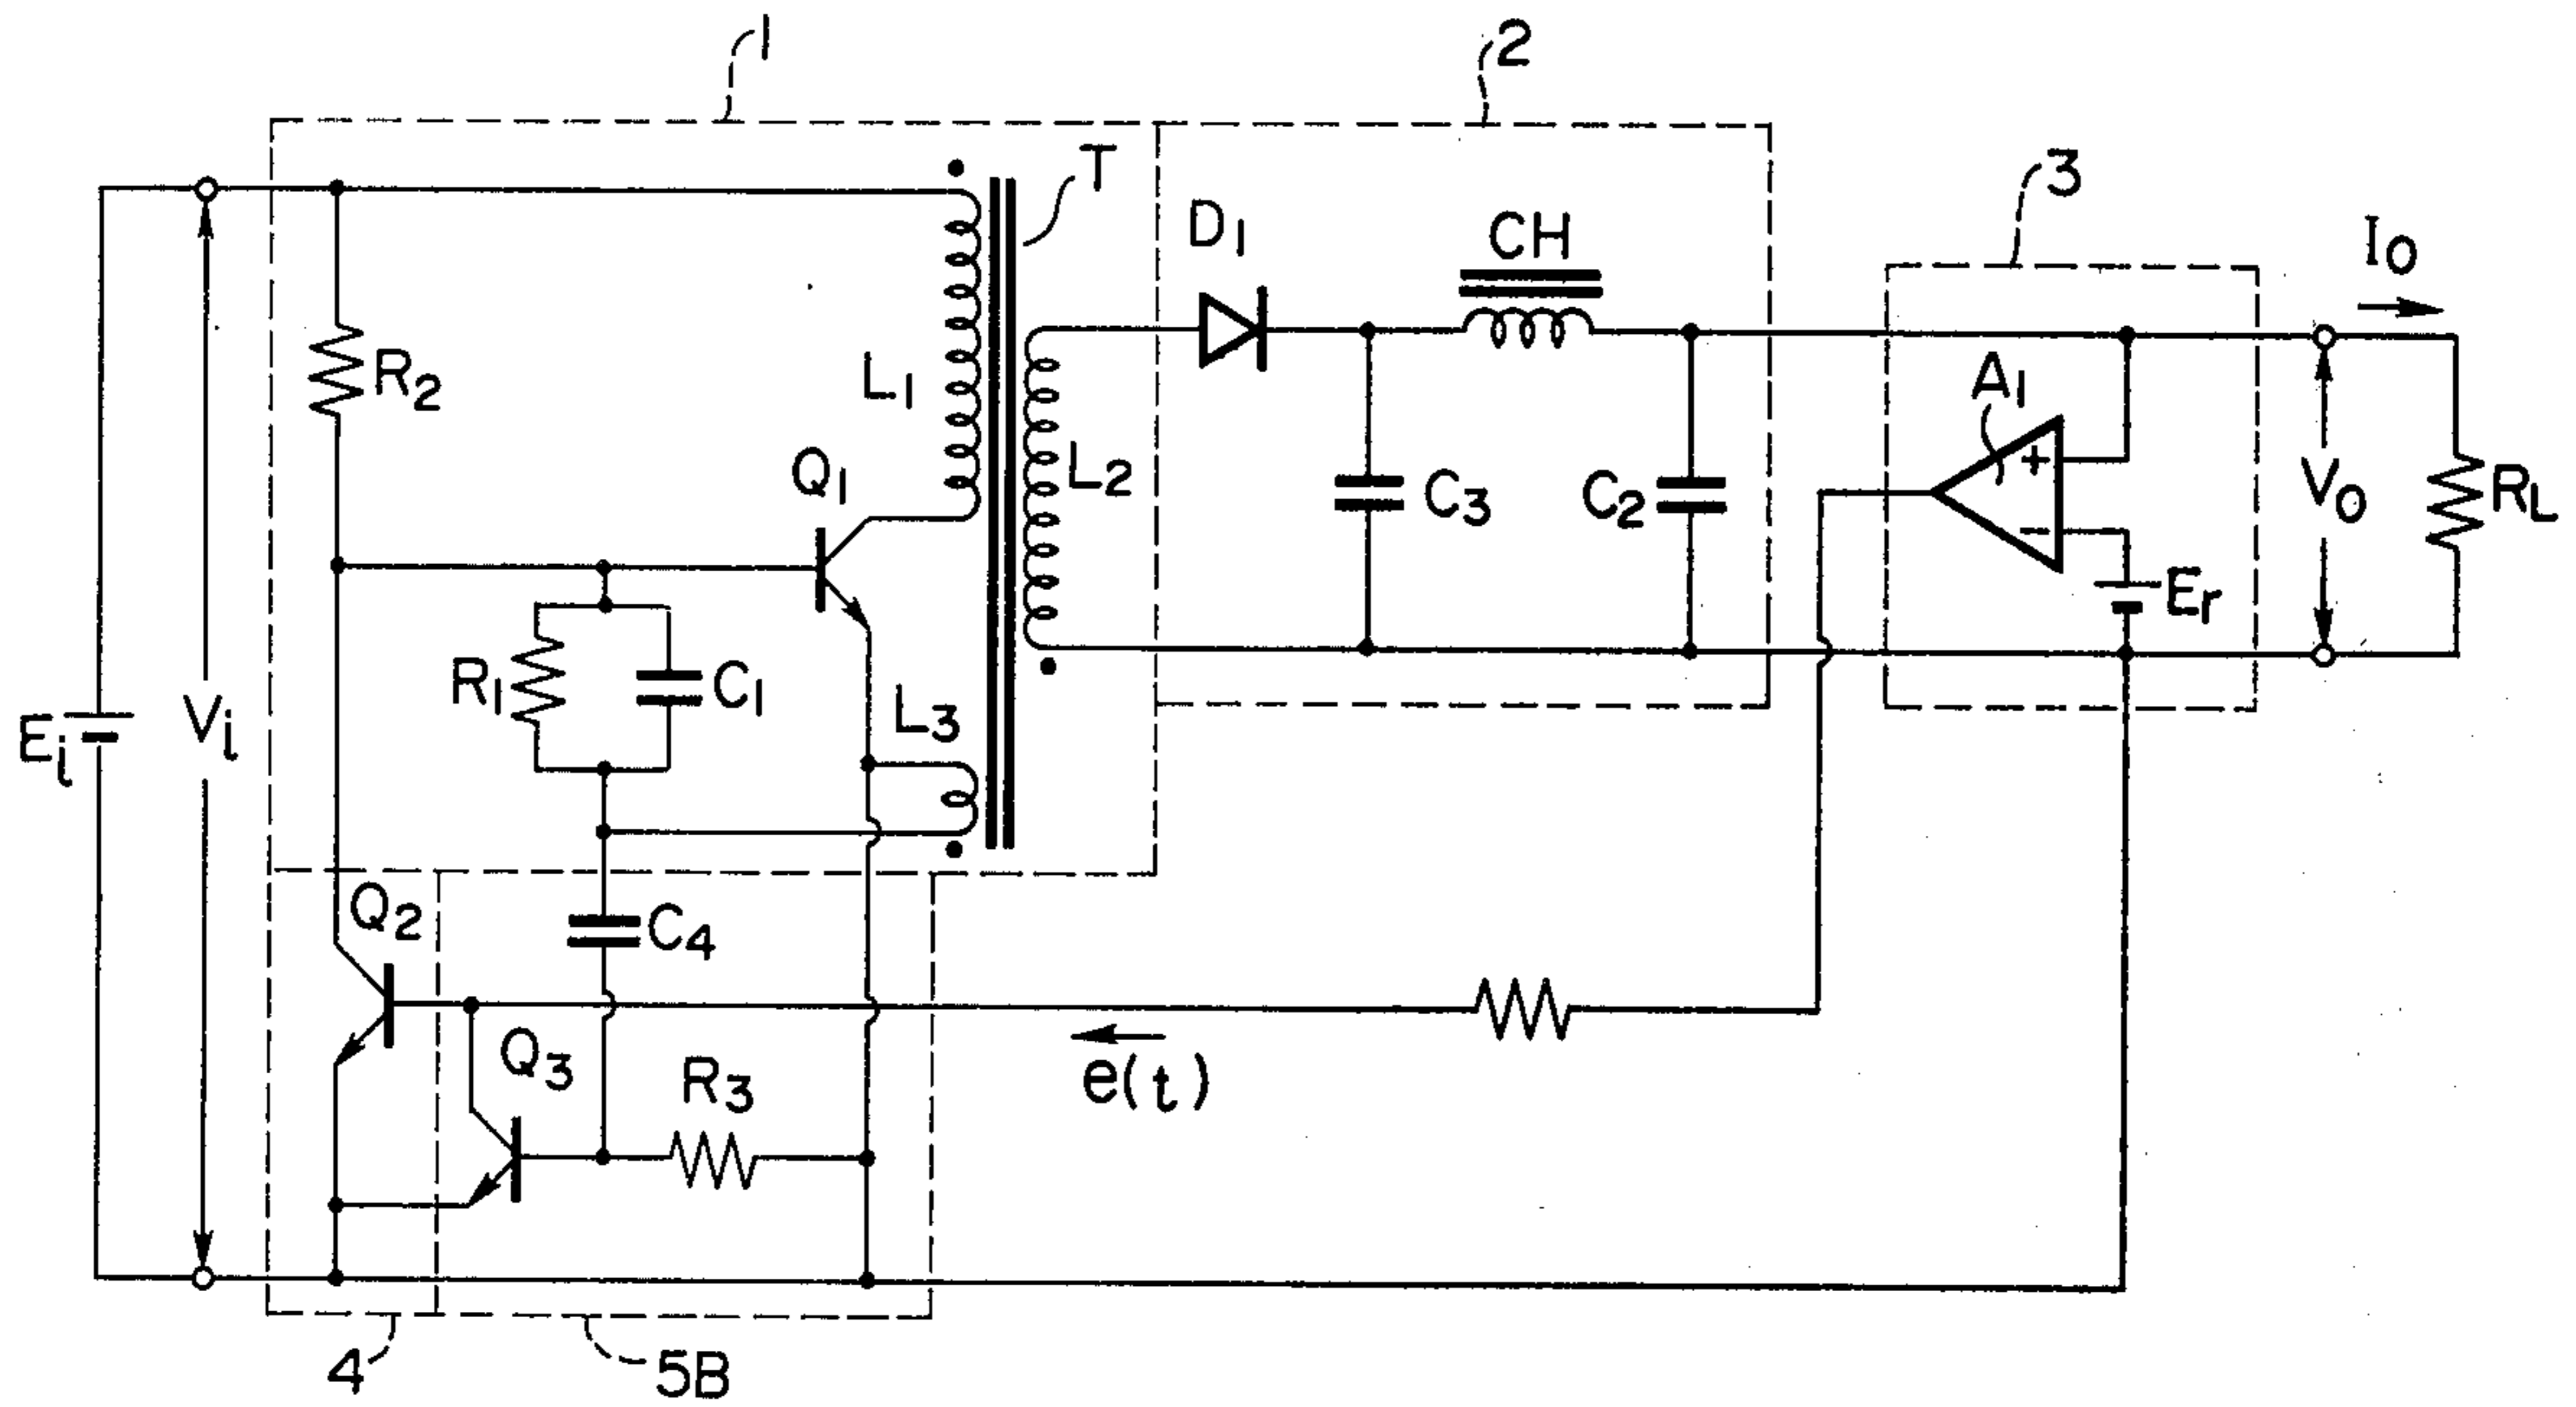 1
2
3
T
D1
CH
I0
R2
L1
L2
A1
Q1
C3
C2
+
−
V0
RL
Er
R1
C1
L3
Ei
Vi
Q2
C4
Q3
R3
e(t)
4
5B